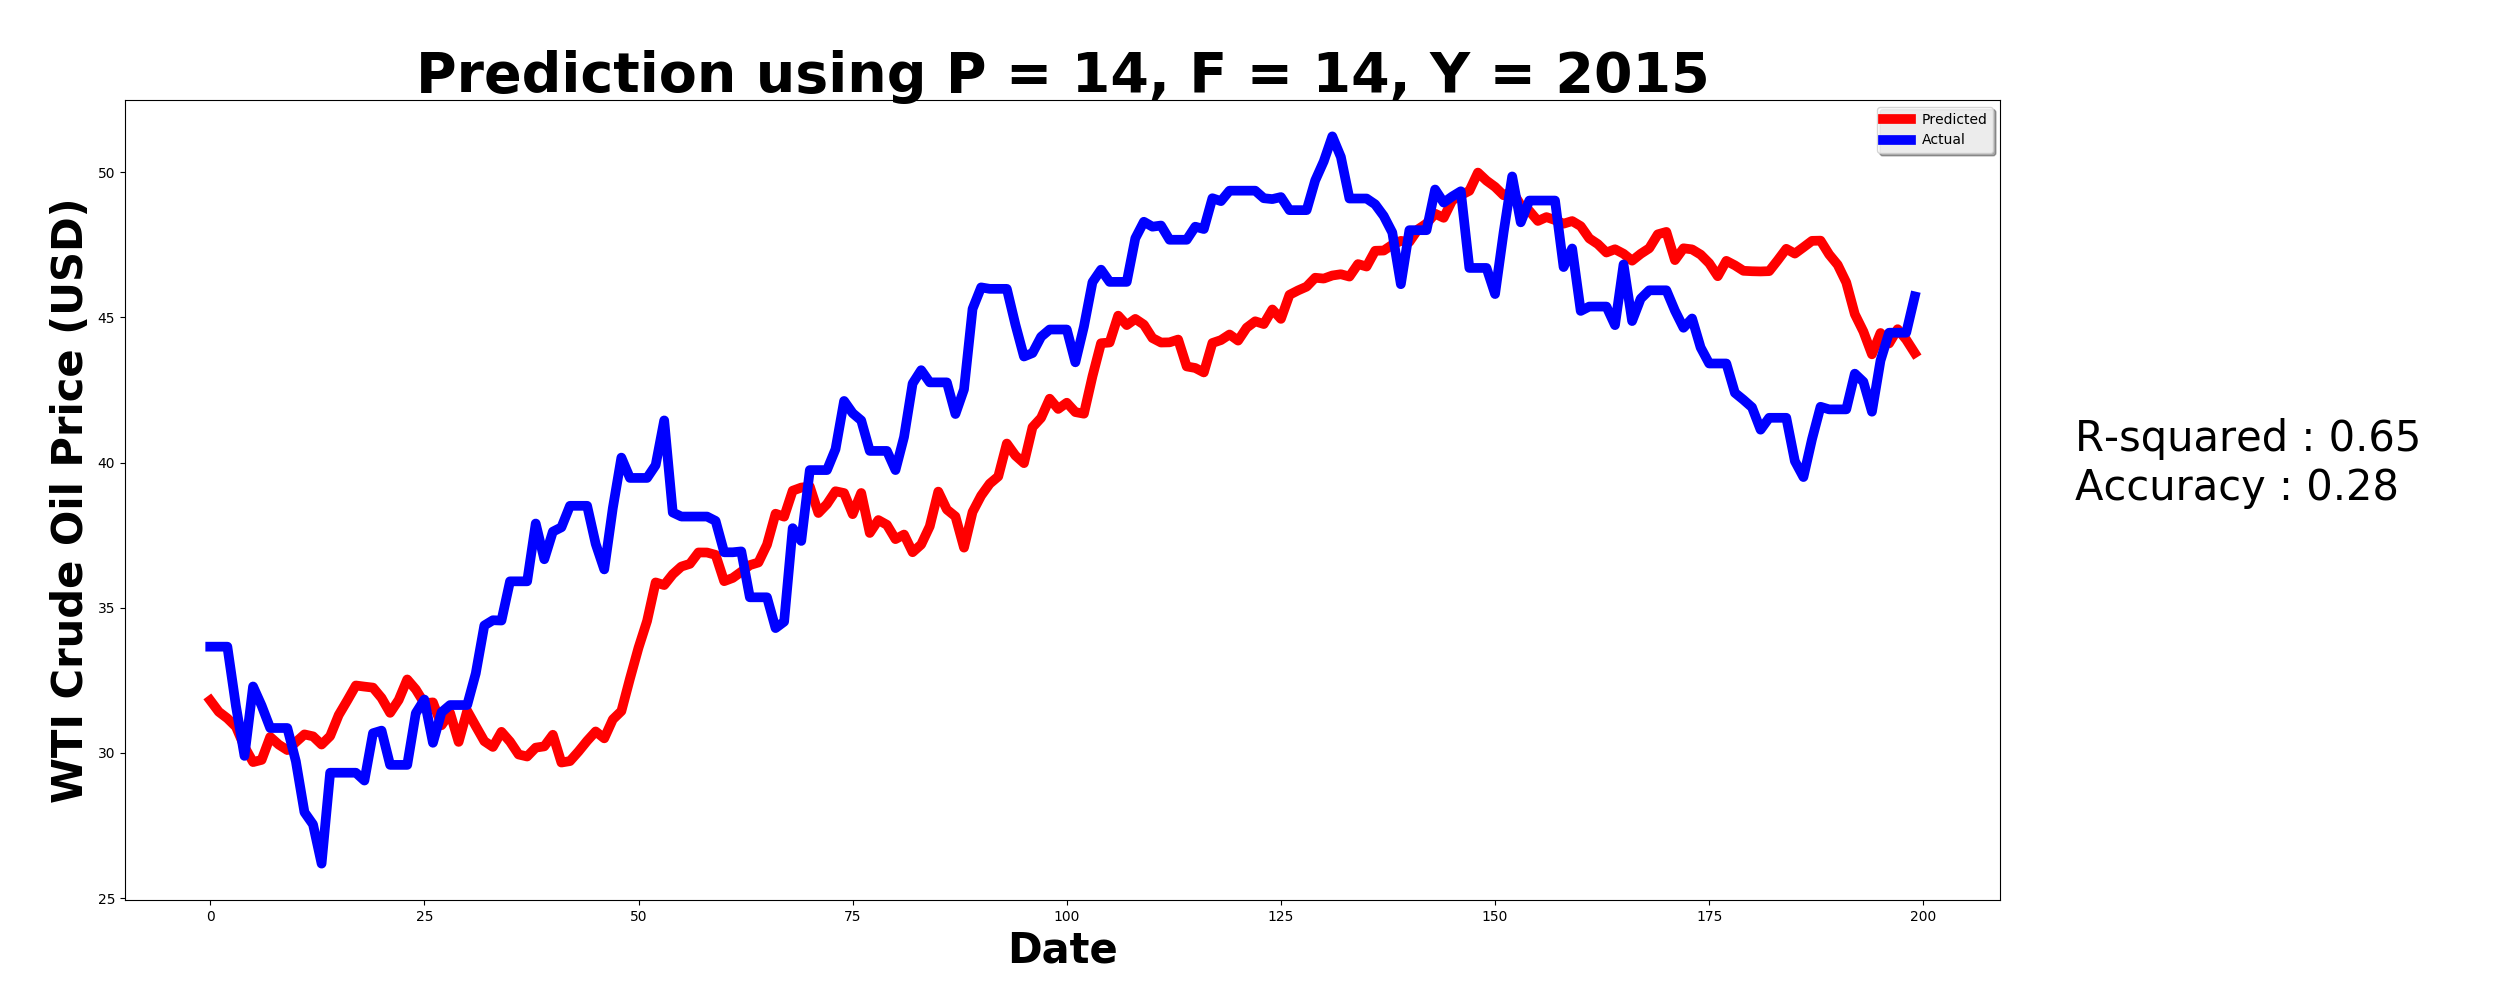 Prediction using P = 14, F = 14, Y = 2015
Predicted
Actual
WTI Crude Oil Price (USD)
50
45
40
35
30
25
R-squared : 0.65
Accuracy : 0.28
0 25 50 75 100 125 150 175 200
Date